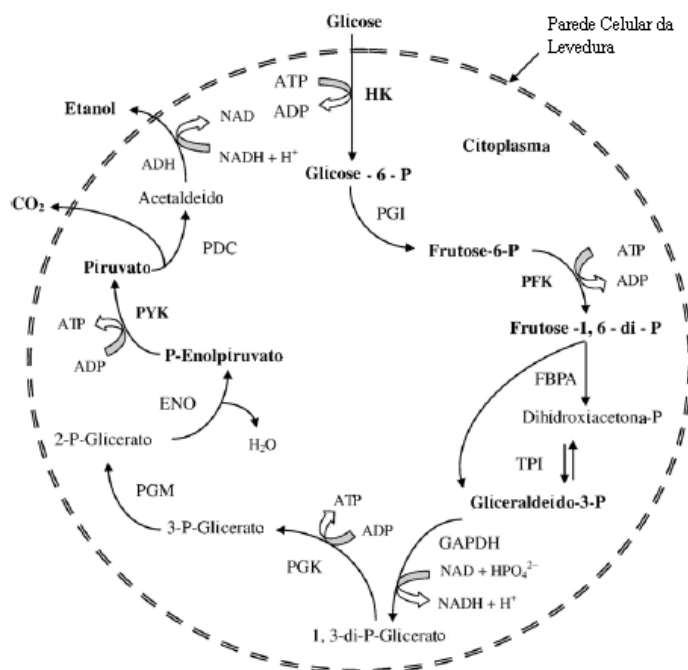 Glicose
Parede Celular da
Levedura
ATP
ADP
HK
Etanol
NAD
NADH + H⁺
ADH
Citoplasma
Glicose - 6 - P
Acetaldeído
CO₂
PGI
PDC
Piruvato
Frutose-6-P
ATP
PFK
ADP
PYK
ATP
ADP
Frutose -1, 6 - di - P
P-Enolpiruvato
FBPA
ENO
Dihidroxiacetona-P
2-P-Glicerato
H₂O
TPI
PGM
ATP
Gliceraldeído-3-P
3-P-Glicerato
ADP
GAPDH
PGK
NAD + HPO₄²⁻
NADH + H⁺
1, 3-di-P-Glicerato